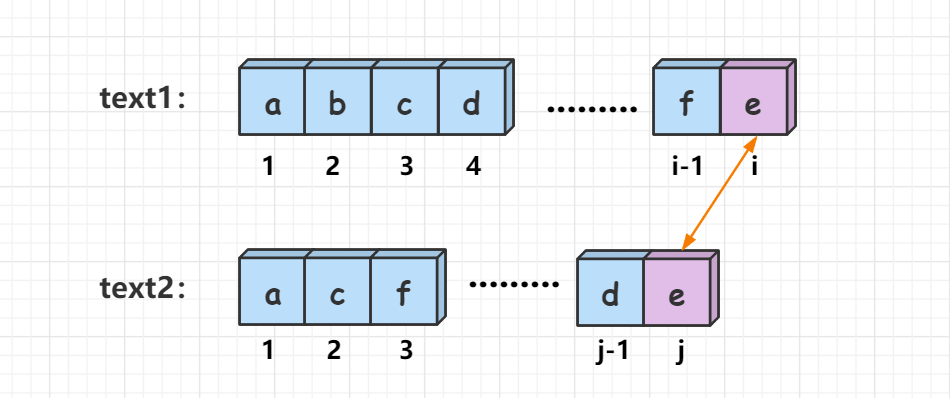 text1: a b c d ......... f e
1 2 3 4 i-1 i
text2: a c f ......... d e
1 2 3 j-1 j